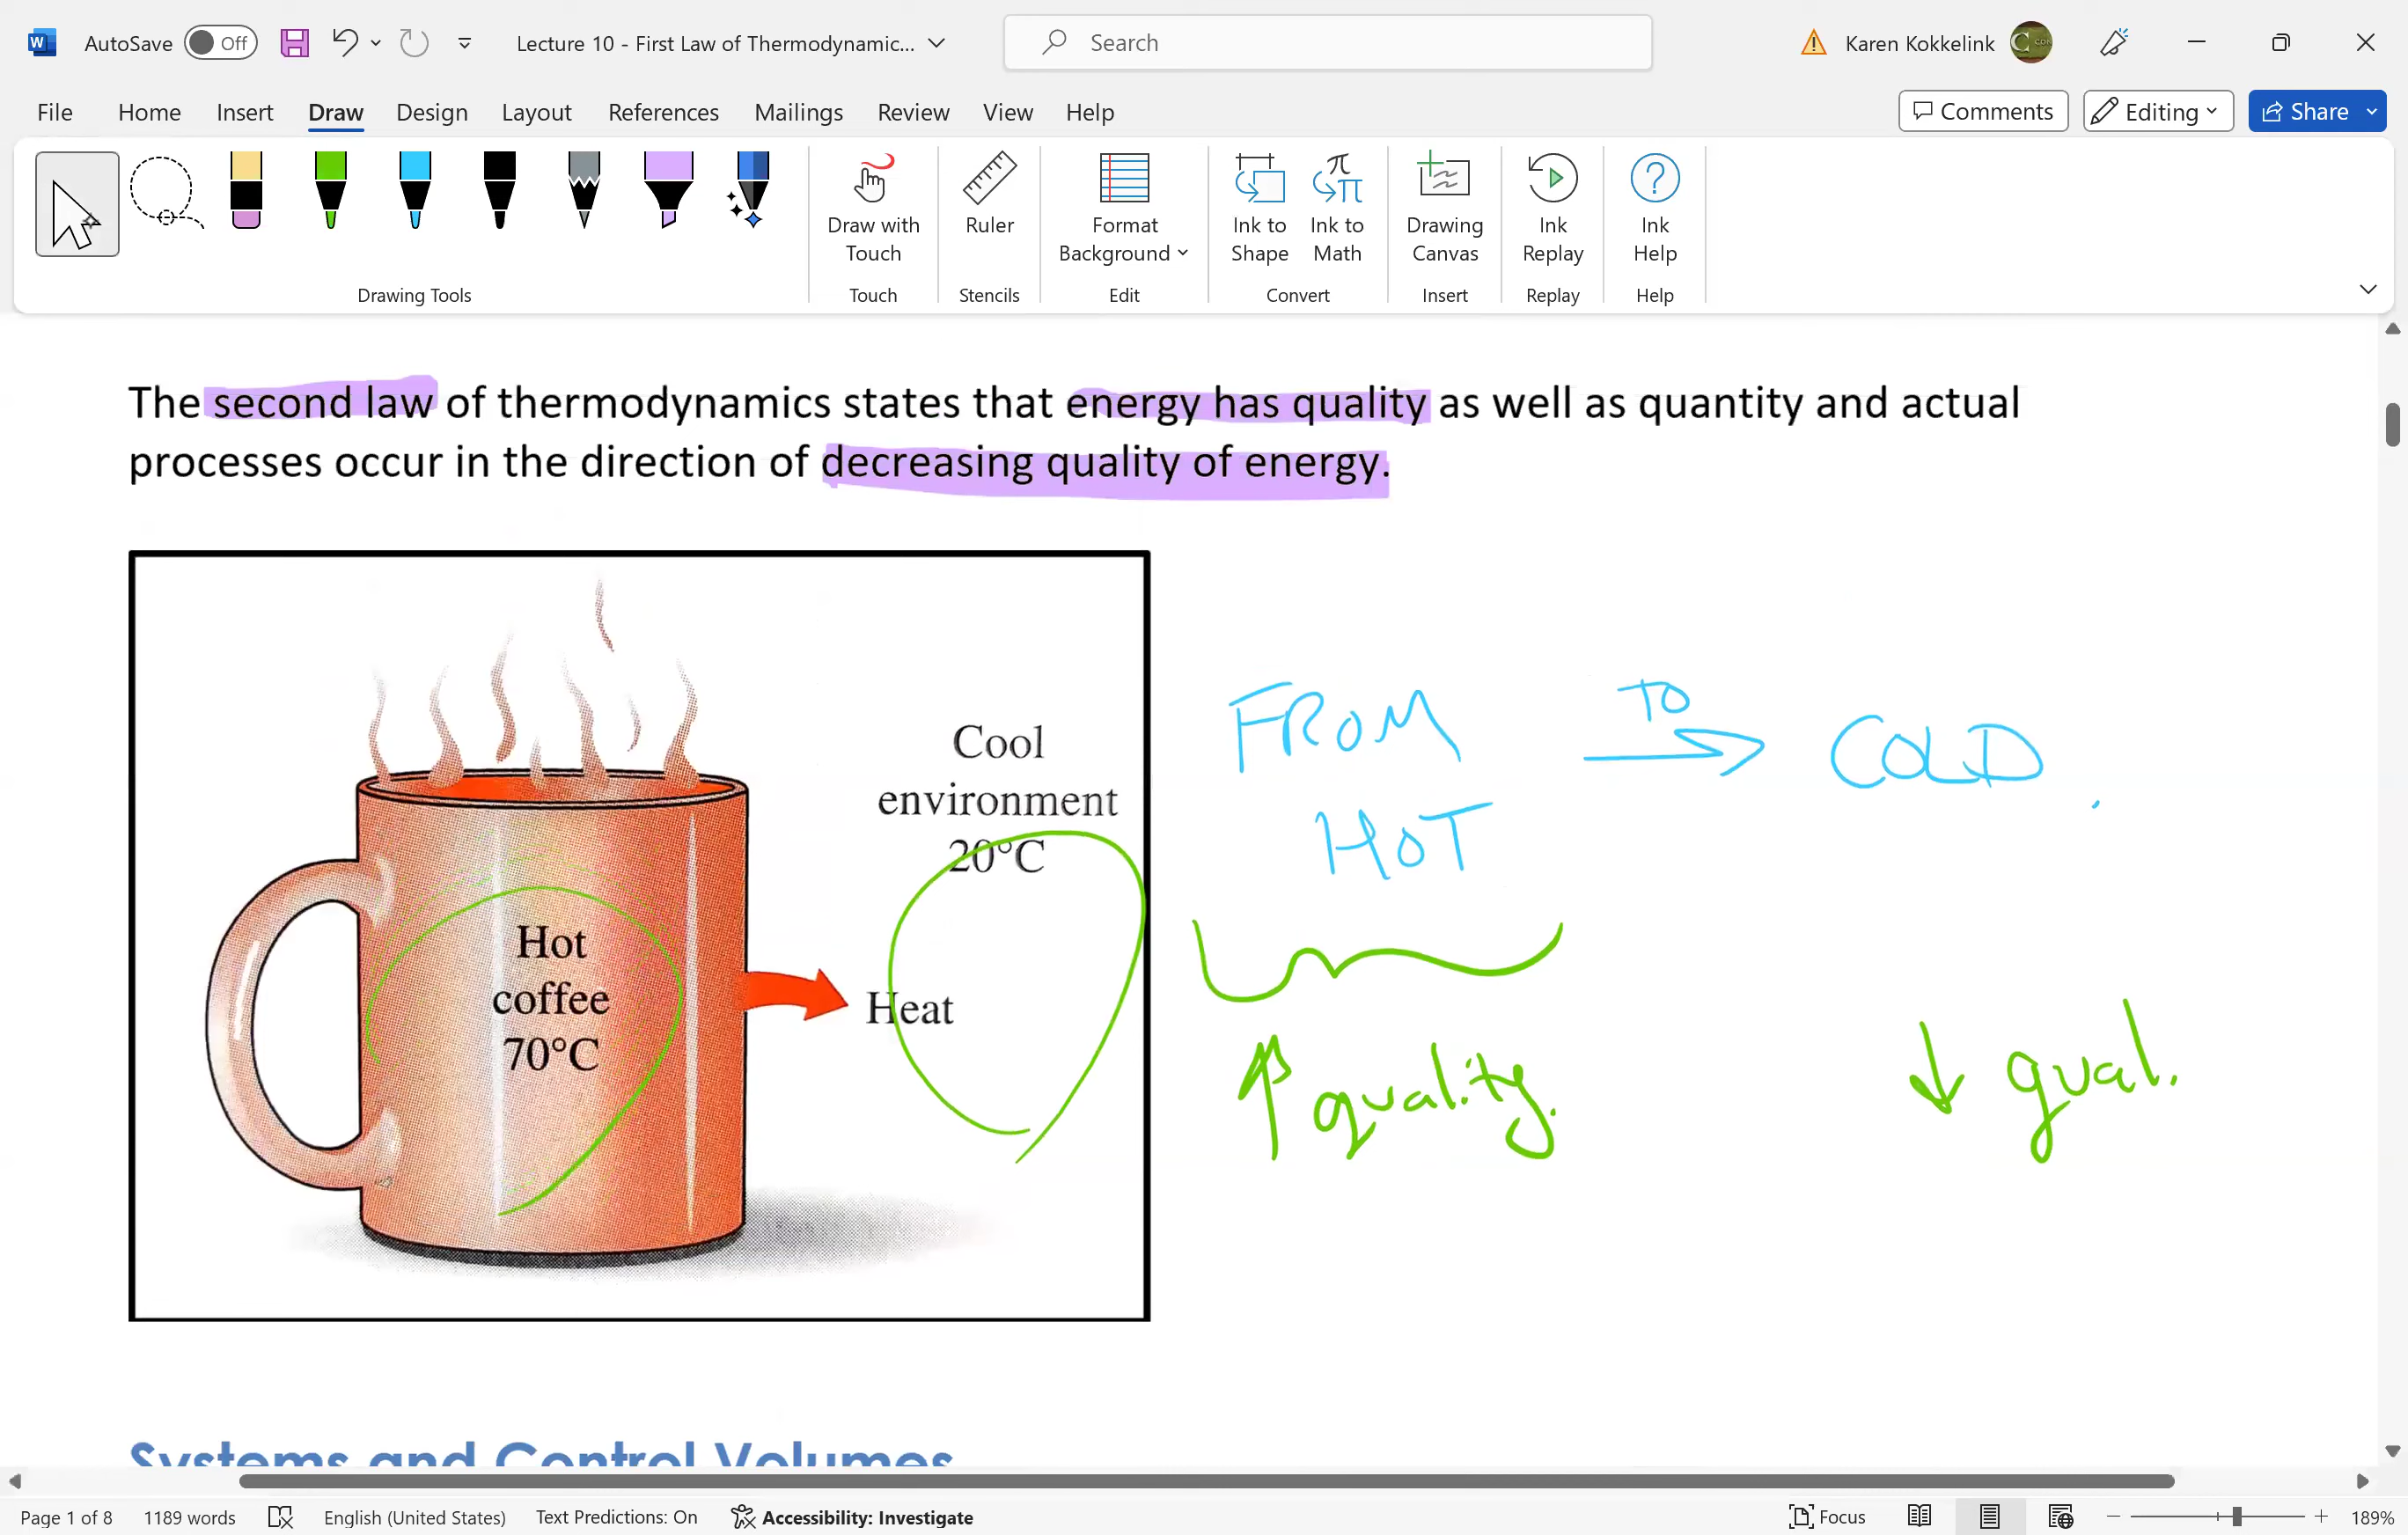 AutoSave Off Lecture 10 - First Law of Thermodynamic... Search Karen Kokkelink
File Home Insert Draw Design Layout References Mailings Review View Help Comments Editing Share
Draw with Touch
Ruler
Format Background
Ink to Shape
Ink to Math
Drawing Canvas
Ink Replay
Ink Help
Drawing Tools Touch Stencils Edit Convert Insert Replay Help
The second law of thermodynamics states that energy has quality as well as quantity and actual
processes occur in the direction of decreasing quality of energy.
Cool
environment
20°C
Hot
coffee
70°C
Heat
FROM
HOT
TO
COLD
↑ quality.
↓ qual.
Systems and Control Volumes
Page 1 of 8 1189 words English (United States) Text Predictions: On Accessibility: Investigate Focus 189%